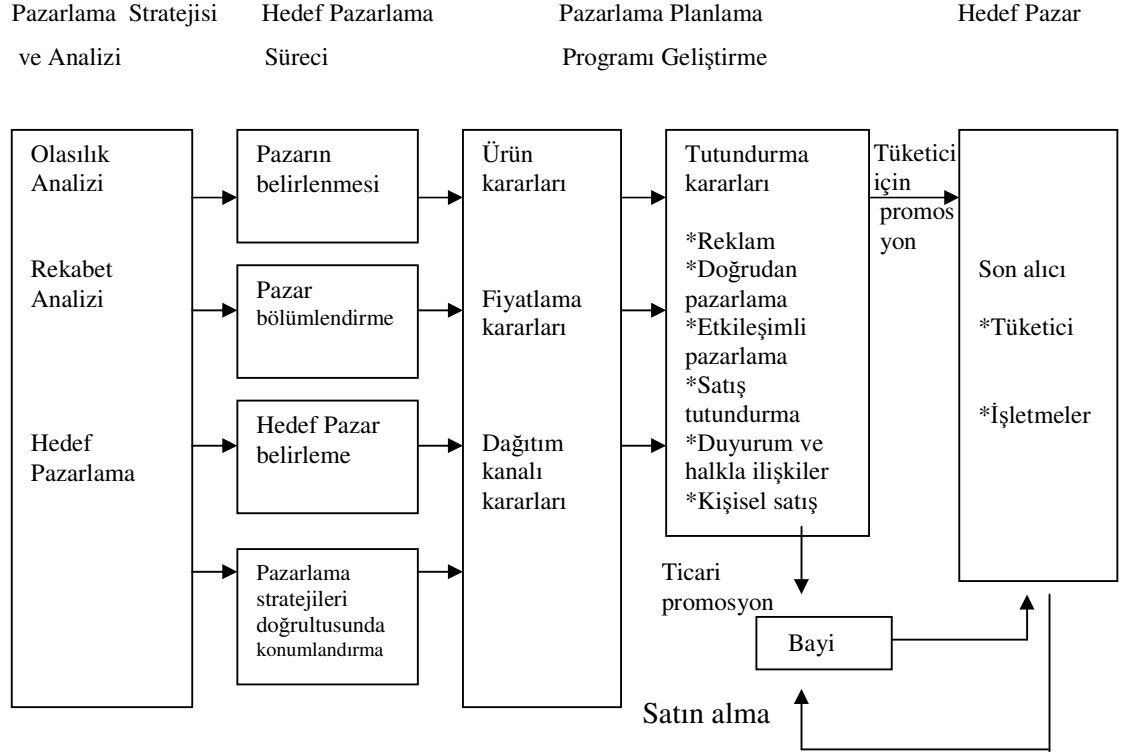 Pazarlama Stratejisi
ve Analizi
Hedef Pazarlama
Süreci
Pazarlama Planlama
Programı Geliştirme
Hedef Pazar
Olasılık
Analizi
Rekabet
Analizi
Hedef
Pazarlama
Pazarın
belirlenmesi
Pazar
bölümlendirme
Hedef Pazar
belirleme
Pazarlama
stratejileri
doğrultusunda
konumlandırma
Ürün
kararları
Fiyatlama
kararları
Dağıtım
kanalı
kararları
Tutundurma
kararları
*Reklam
*Doğrudan
pazarlama
*Etkileşimli
pazarlama
*Satış
tutundurma
*Duyurum ve
halkla ilişkiler
*Kişisel satış
Tüketici
için
promos
yon
Son alıcı
*Tüketici
*İşletmeler
Ticari
promosyon
Bayi
Satın alma